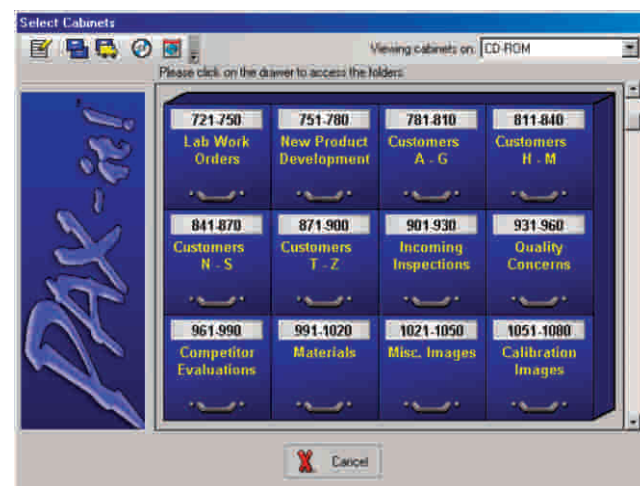 Select Cabinets
Viewing cabinets on: CD-ROM
Please click on the drawer to access the folders
PAX-it!
721-750
Lab Work
Orders
751-780
New Product
Development
781-810
Customers
A - G
811-840
Customers
H - M
841-870
Customers
N - S
871-900
Customers
T - Z
901-930
Incoming
Inspections
931-960
Quality
Concerns
961-990
Competitor
Evaluations
991-1020
Materials
1021-1050
Misc. Images
1051-1080
Calibration
Images
Cancel